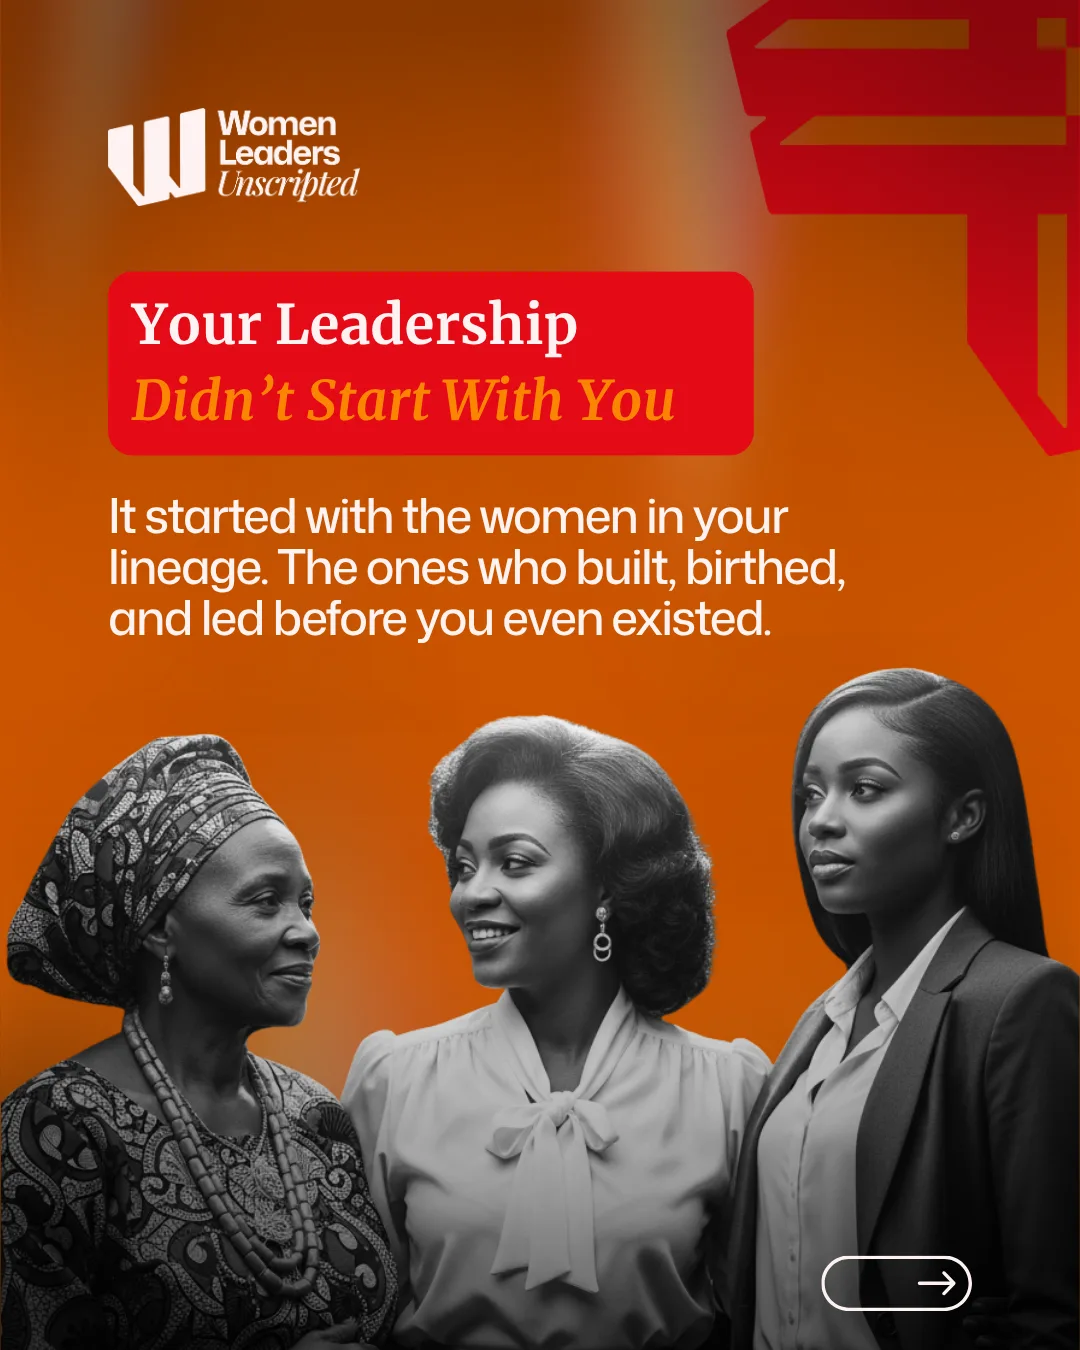 Women
Leaders
Unscripted
Your Leadership
Didn’t Start With You
It started with the women in your
lineage. The ones who built, birthed,
and led before you even existed.